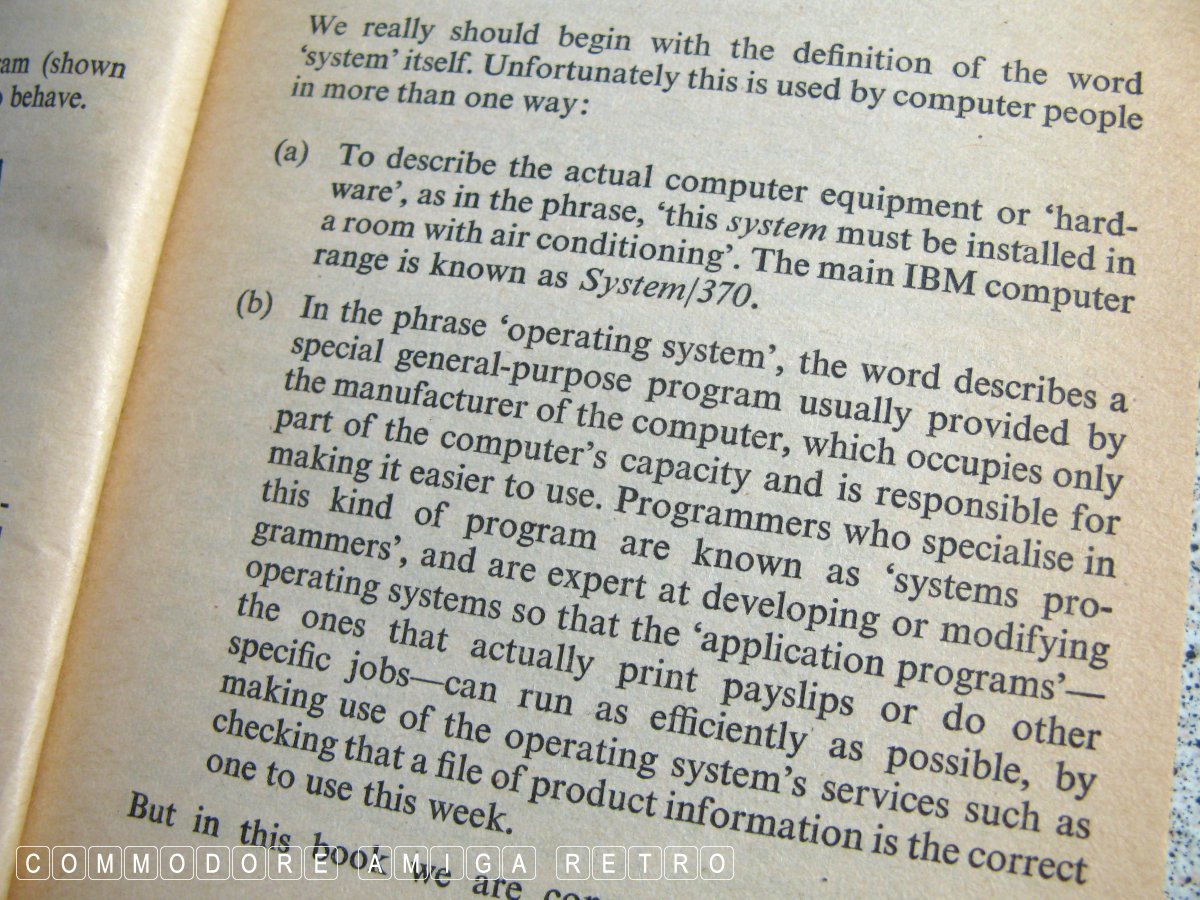 am (shown
behave.
We really should begin with the definition of the word
‘system’ itself. Unfortunately this is used by computer people
in more than one way:
(a) To describe the actual computer equipment or ‘hard-
ware’, as in the phrase, ‘this system must be installed in
a room with air conditioning’. The main IBM computer
range is known as System/370.
(b) In the phrase ‘operating system’, the word describes a
special general-purpose program usually provided by
the manufacturer of the computer, which occupies only
part of the computer’s capacity and is responsible for
making it easier to use. Programmers who specialise in
this kind of program are known as ‘systems pro-
grammers’, and are expert at developing or modifying
operating systems so that the ‘application programs’—
the ones that actually print payslips or do other
specific jobs—can run as efficiently as possible, by
making use of the operating system’s services such as
checking that a file of product information is the correct
one to use this week.
But in this book we are
COMMODORE AMIGA RETRO